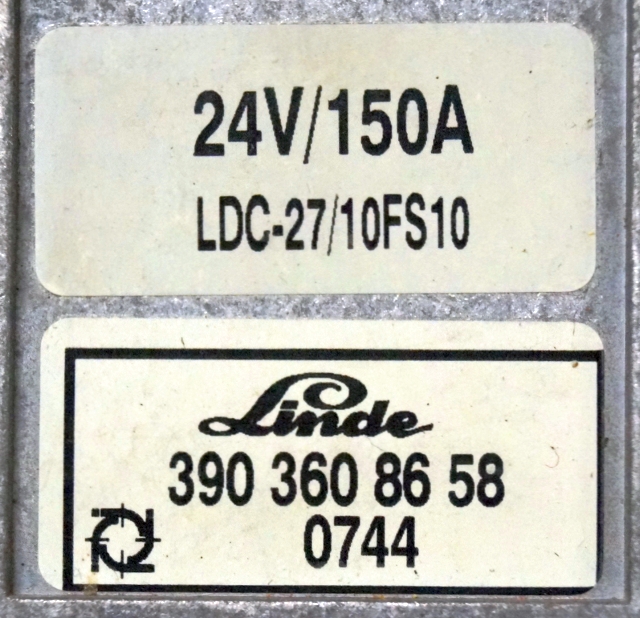 24V/150A
LDC-27/10FS10
Linde
390 360 86 58
0744